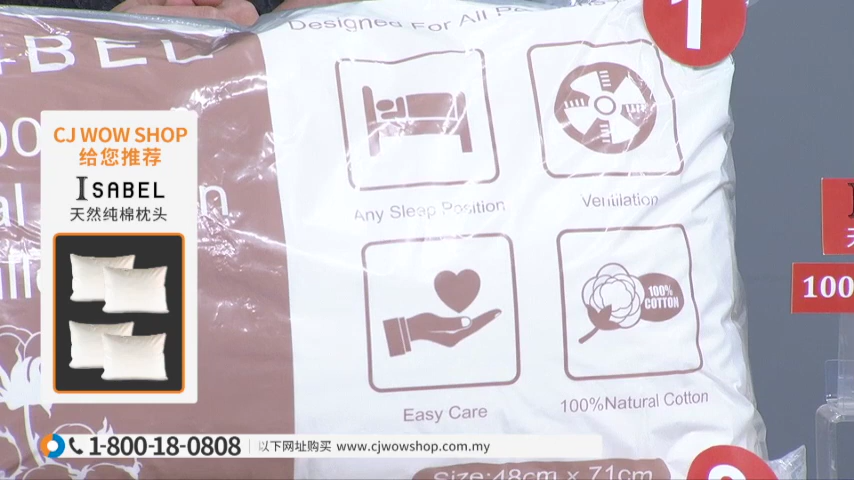 Designed For All
1
CJ WOW SHOP
给您推荐
ISABEL
天然纯棉枕头
Any Sleep Position
Ventilation
100%
COTTON
Easy Care
100%Natural Cotton
100
1-800-18-0808
以下网址购买 www.cjwowshop.com.my
Size:48cm x 71cm